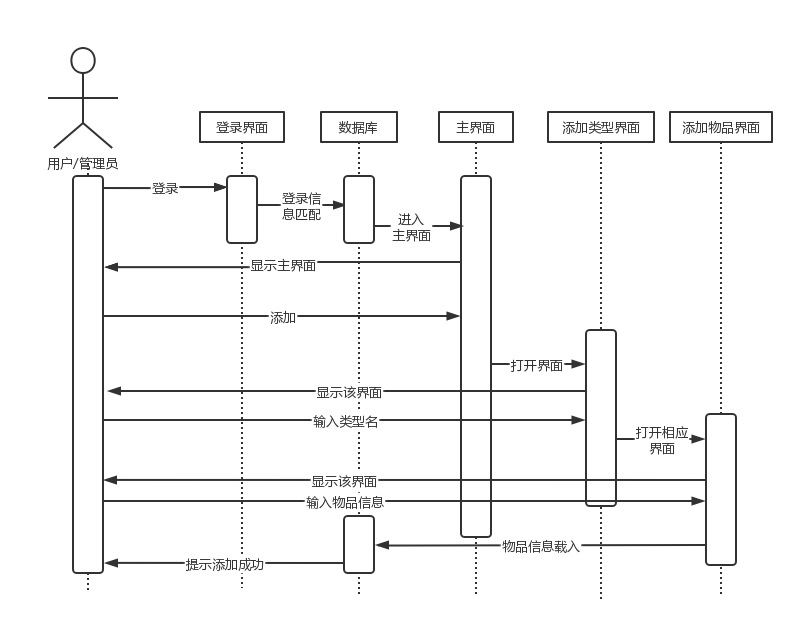 登录界面
数据库
主界面
添加类型界面
添加物品界面
用户/管理员
登录
登录信
息匹配
进入
主界面
显示主界面
添加
打开界面
显示该界面
输入类型名
打开相应
界面
显示该界面
输入物品信息
物品信息载入
提示添加成功